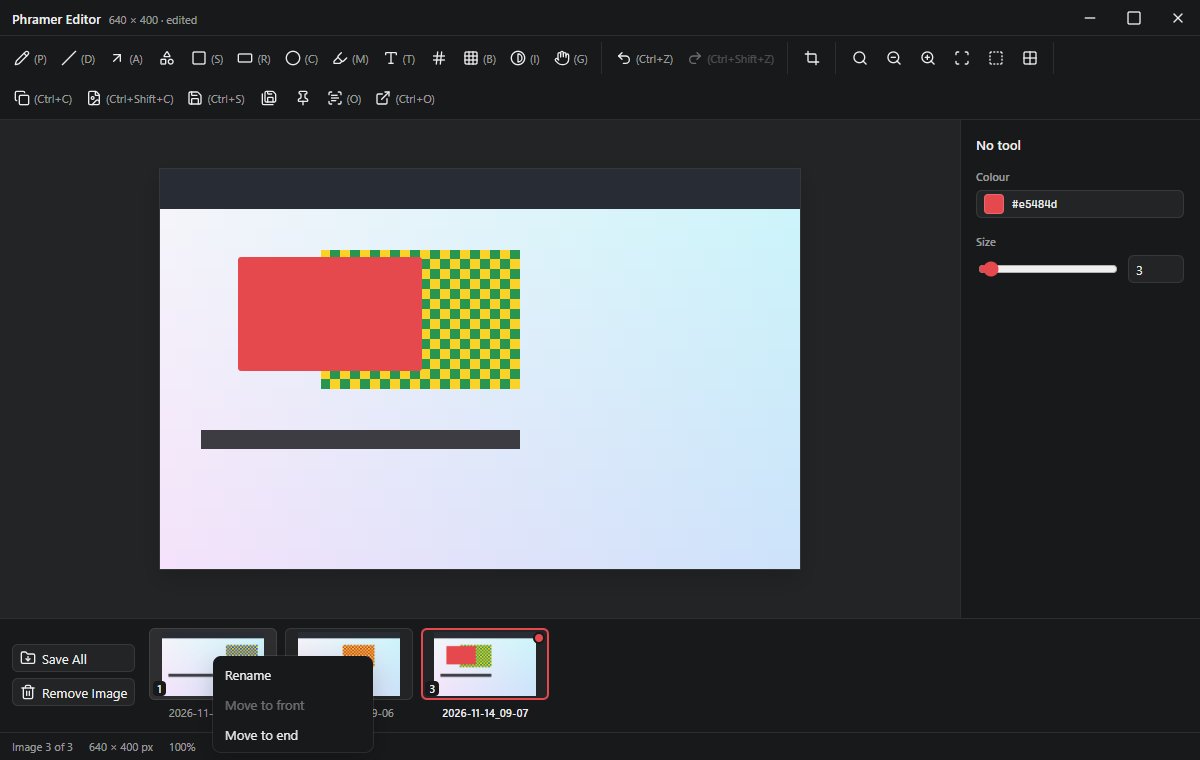 Phramer Editor 640 × 400 · edited
(P) (D) (A) (S) (R) (C) (M) (T) (B) (I) (G) (Ctrl+Z) (Ctrl+Shift+Z)
(Ctrl+C) (Ctrl+Shift+C) (Ctrl+S) (O) (Ctrl+O)
No tool
Colour
#e5484d
Size
3
Save All
Remove Image
1
3
Rename
Move to front
Move to end
2026-11-
9-06
2026-11-14_09-07
Image 3 of 3 640 × 400 px 100%